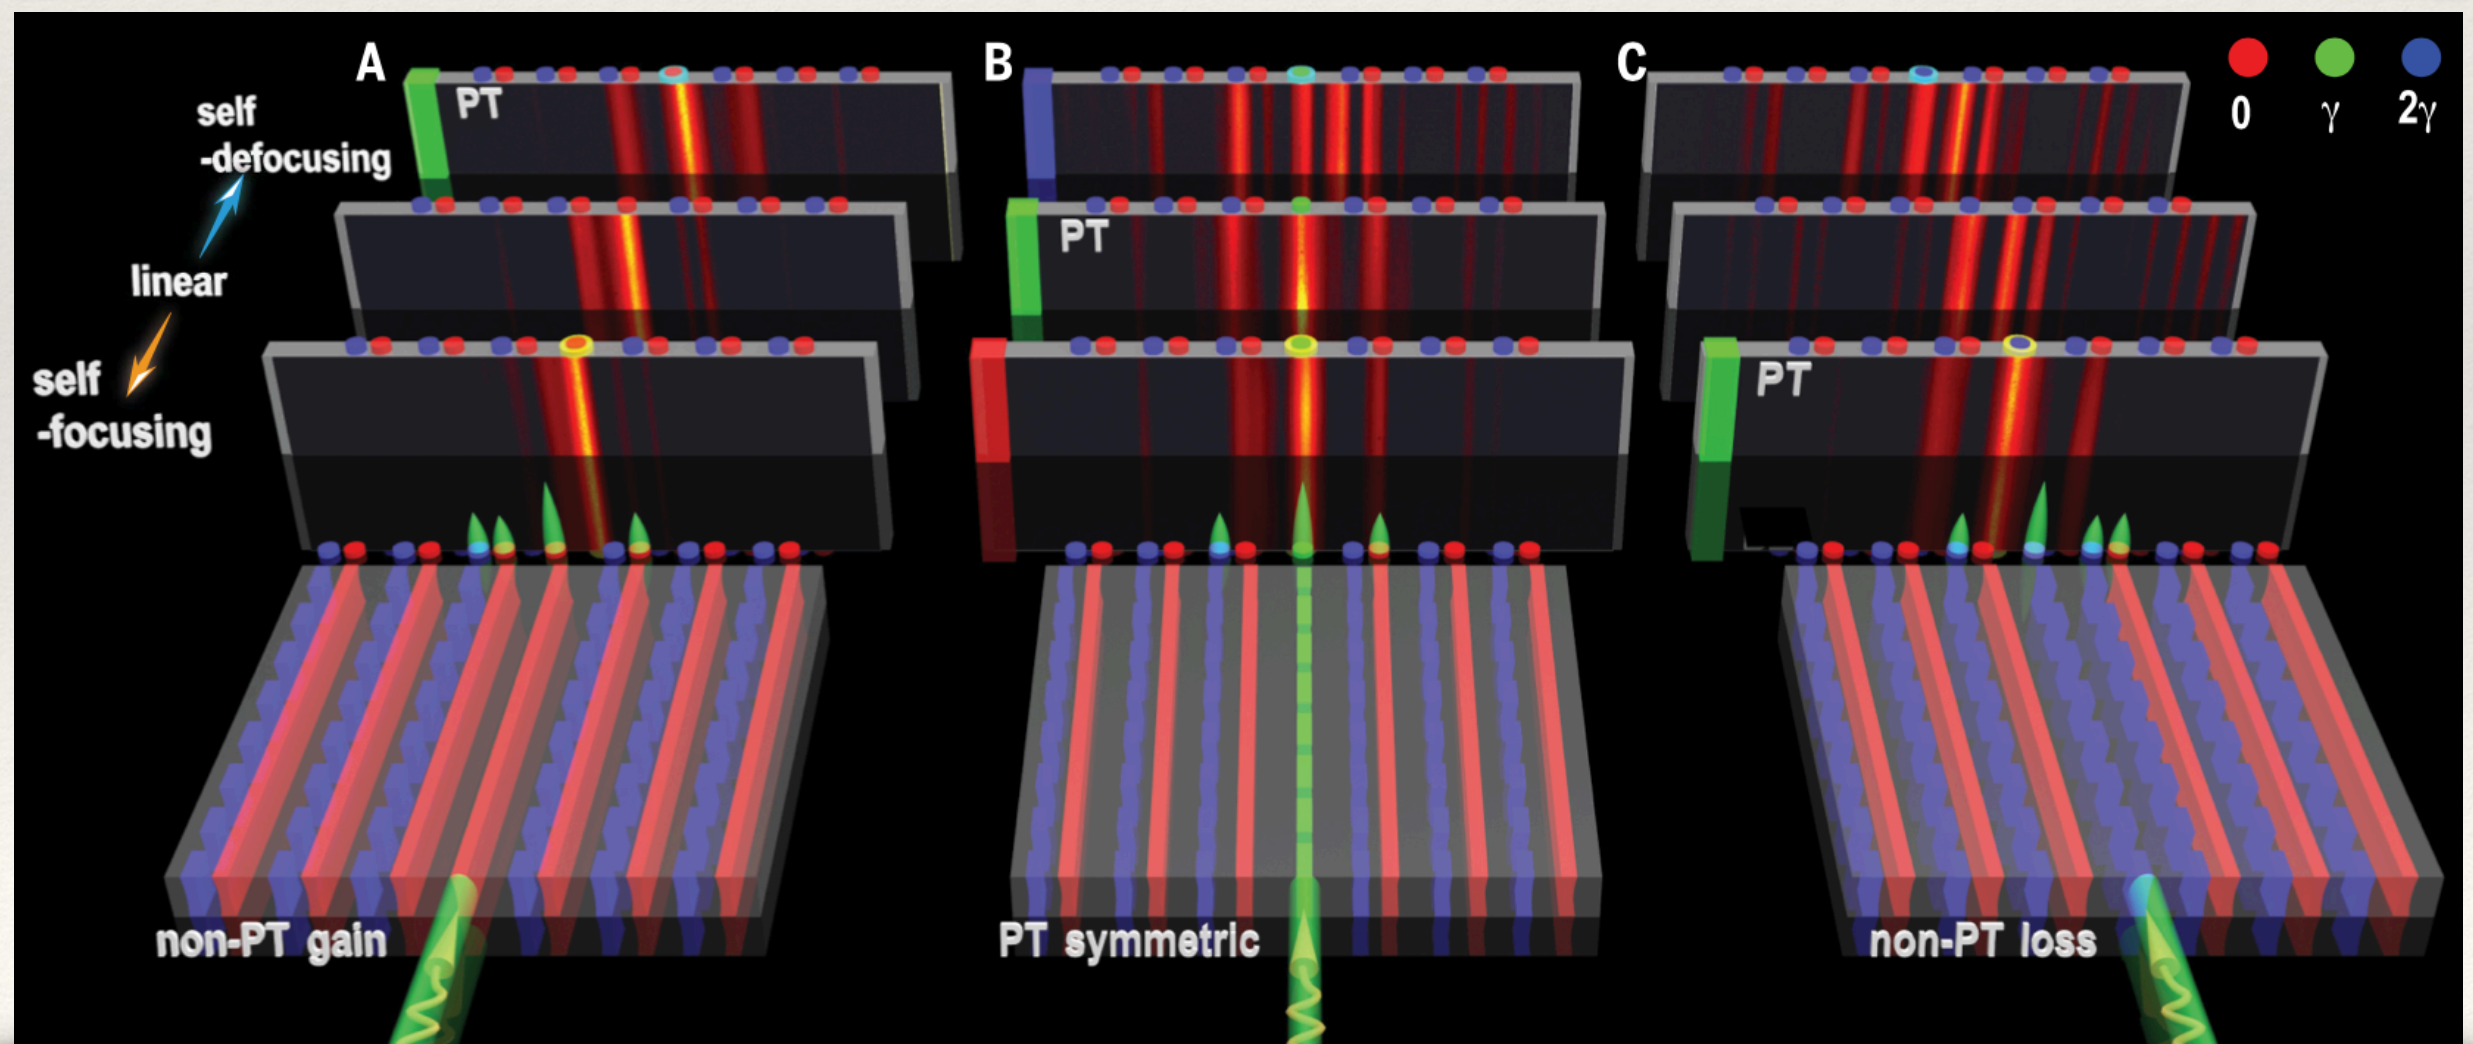 A
B
C
0
γ
2γ
self
-defocusing
linear
self
-focusing
PT
PT
PT
non-PT gain
PT symmetric
non-PT loss